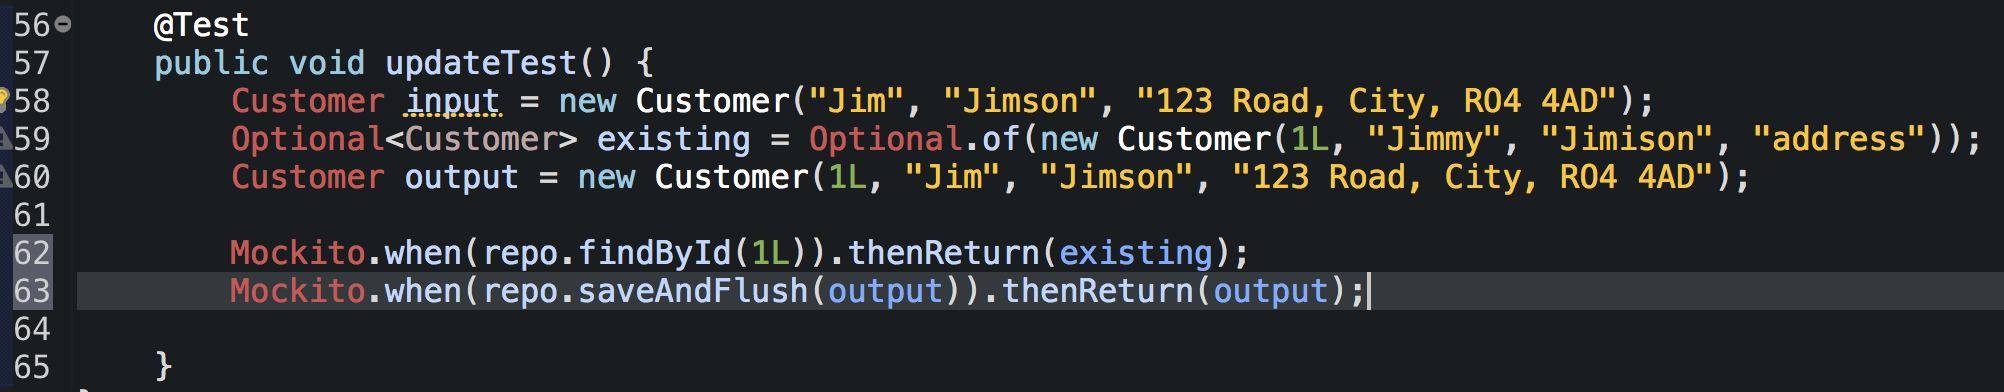 56 @Test
57 public void updateTest() {
58 Customer input = new Customer("Jim", "Jimson", "123 Road, City, RO4 4AD");
59 Optional<Customer> existing = Optional.of(new Customer(1L, "Jimmy", "Jimison", "address"));
60 Customer output = new Customer(1L, "Jim", "Jimson", "123 Road, City, RO4 4AD");
61
62 Mockito.when(repo.findById(1L)).thenReturn(existing);
63 Mockito.when(repo.saveAndFlush(output)).thenReturn(output);
64
65 }